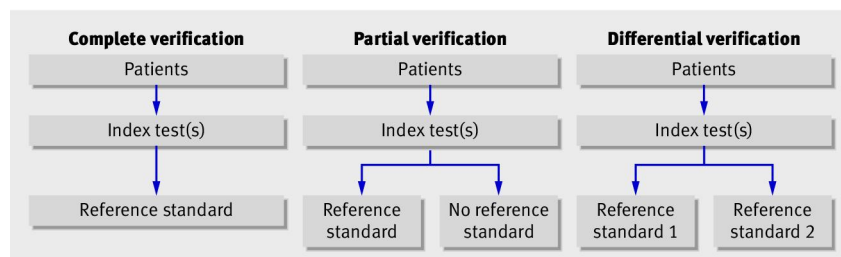 Complete verification
Patients
Index test(s)
Reference standard
Partial verification
Patients
Index test(s)
Reference
standard
No reference
standard
Differential verification
Patients
Index test(s)
Reference
standard 1
Reference
standard 2